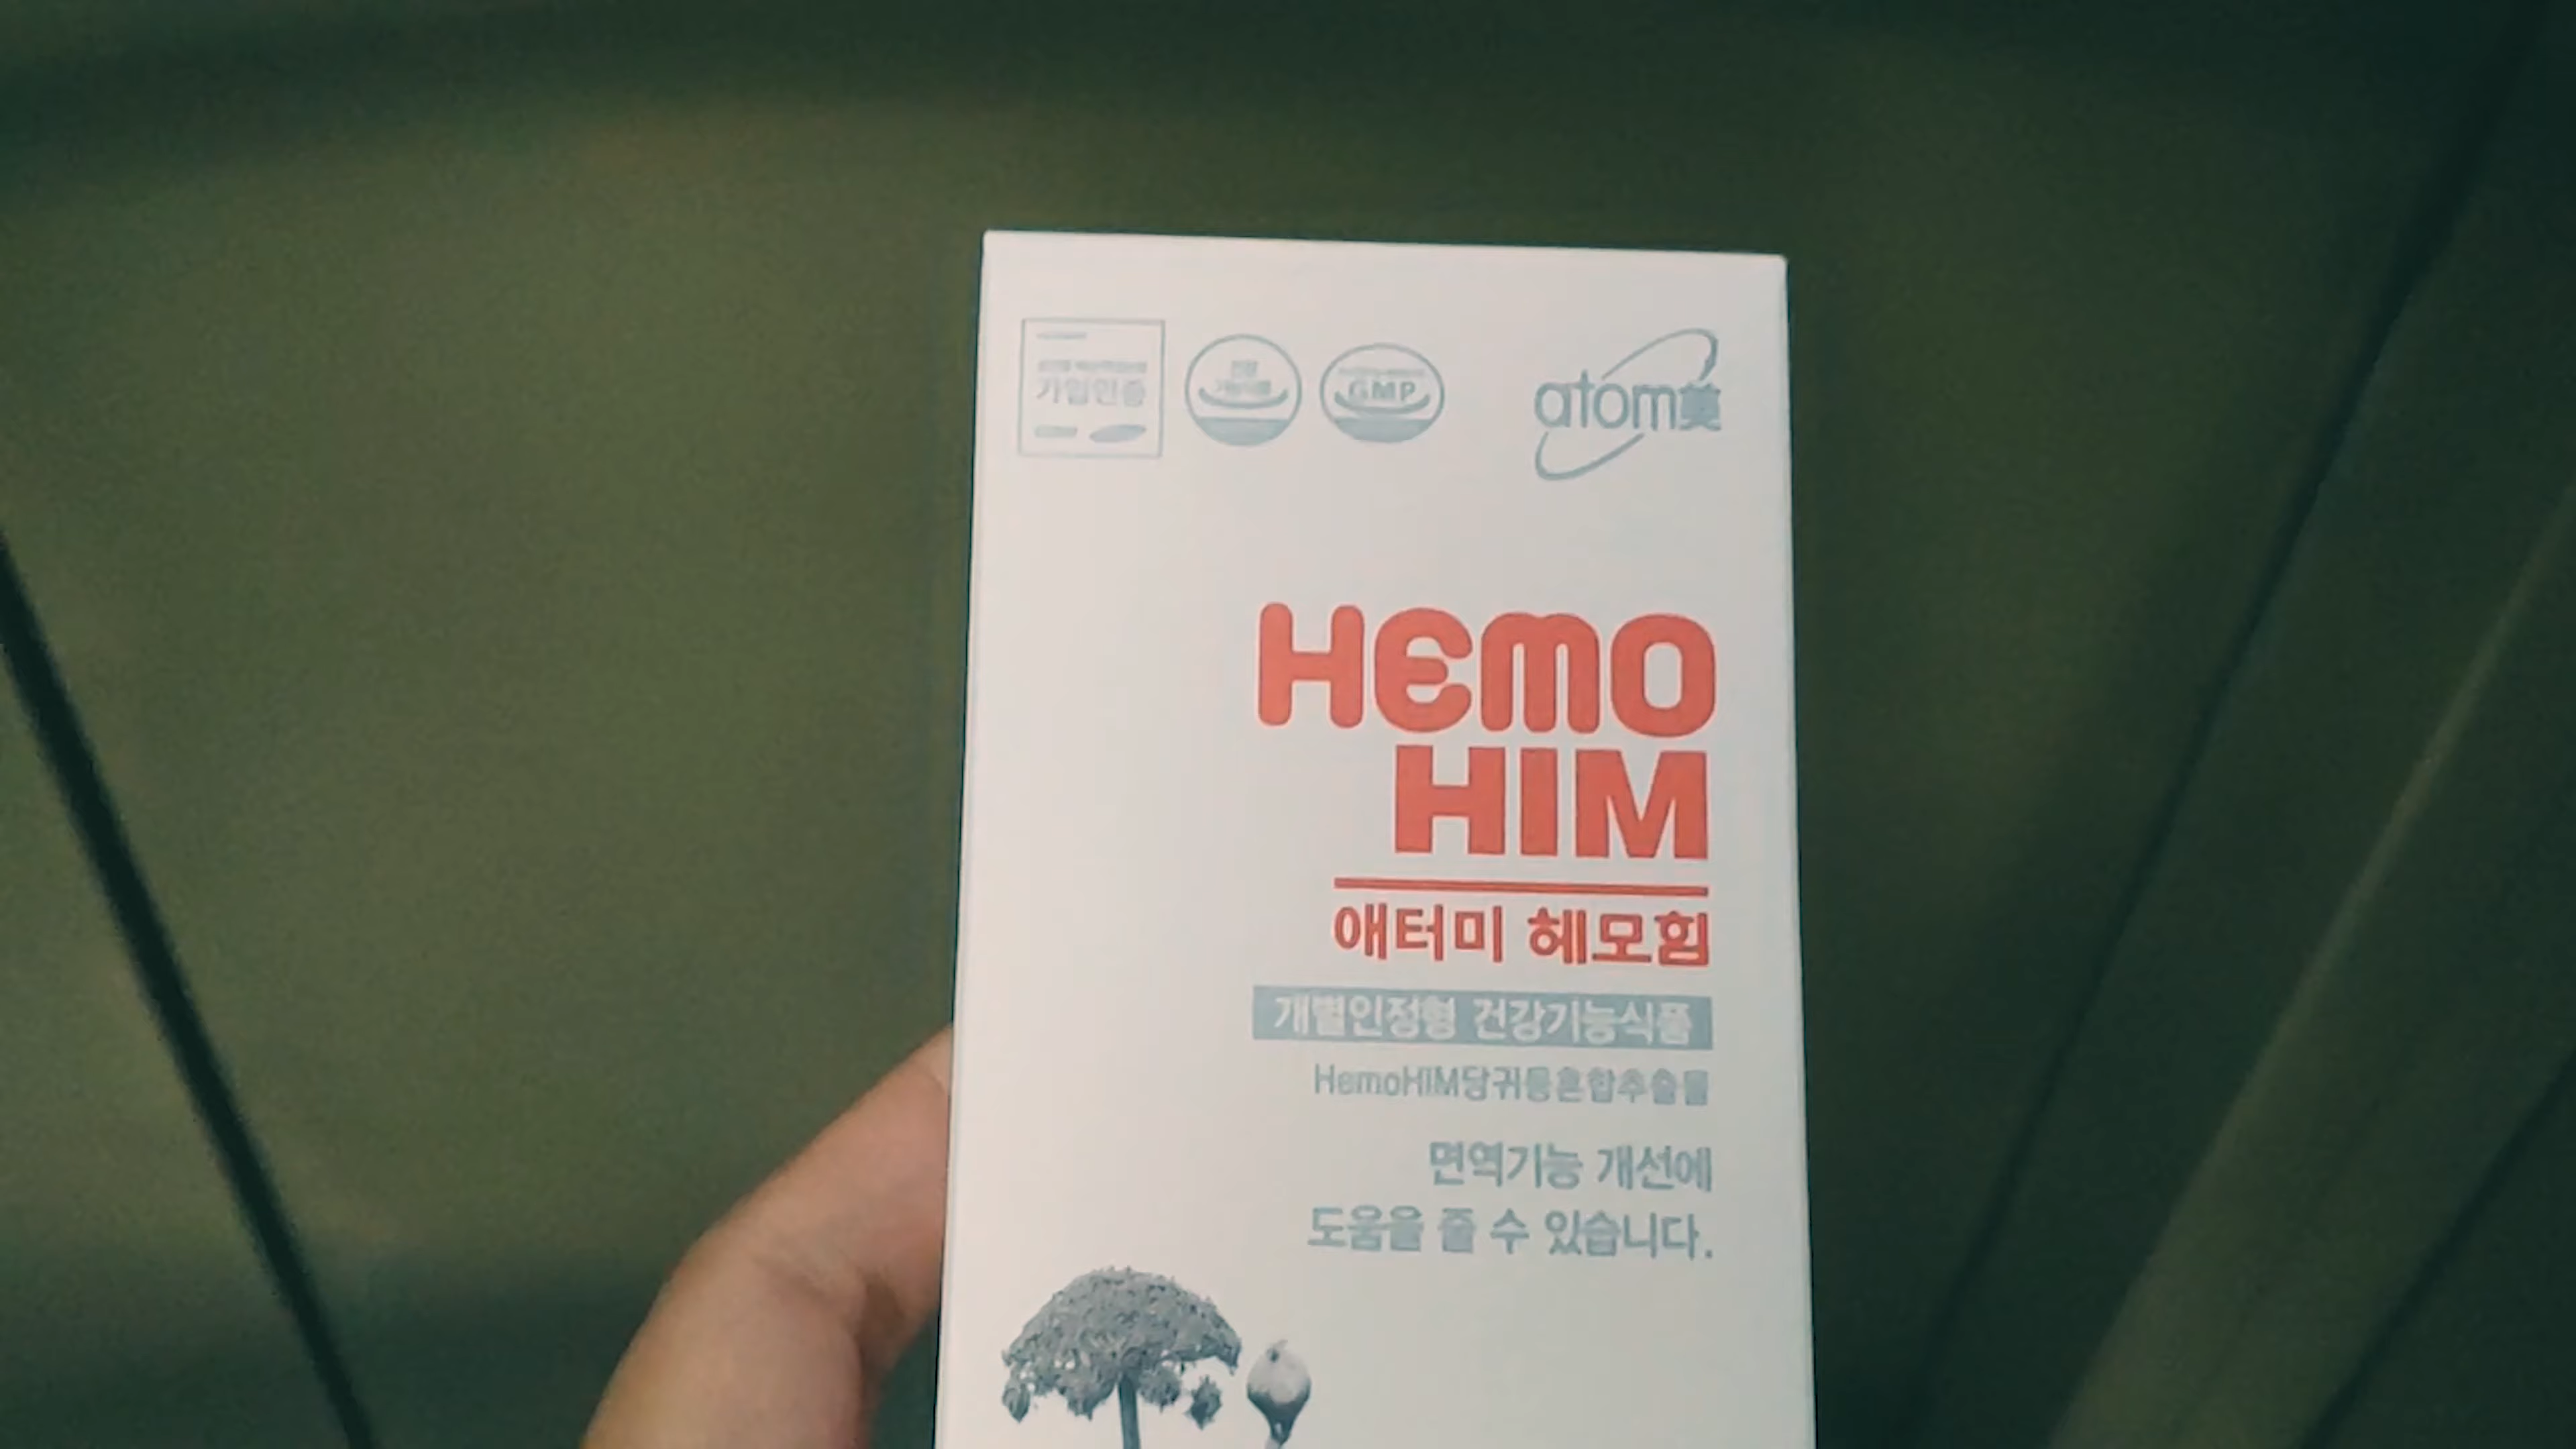 가입인증
GMP
atom美
HEMO
HIM
애터미 헤모힘
개별인정형 건강기능식품
HemoHIM당귀등혼합추출물
면역기능 개선에
도움을 줄 수 있습니다.